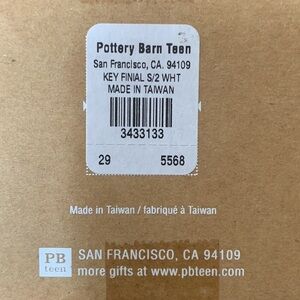 Pottery Barn Teen
San Francisco, CA. 94109
KEY FINIAL S/2 WHT
MADE IN TAIWAN
3433133
29 5568
Made in Taiwan / fabriqué à Taiwan
PB
teen
SAN FRANCISCO, CA 94109
more gifts at www.pbteen.com